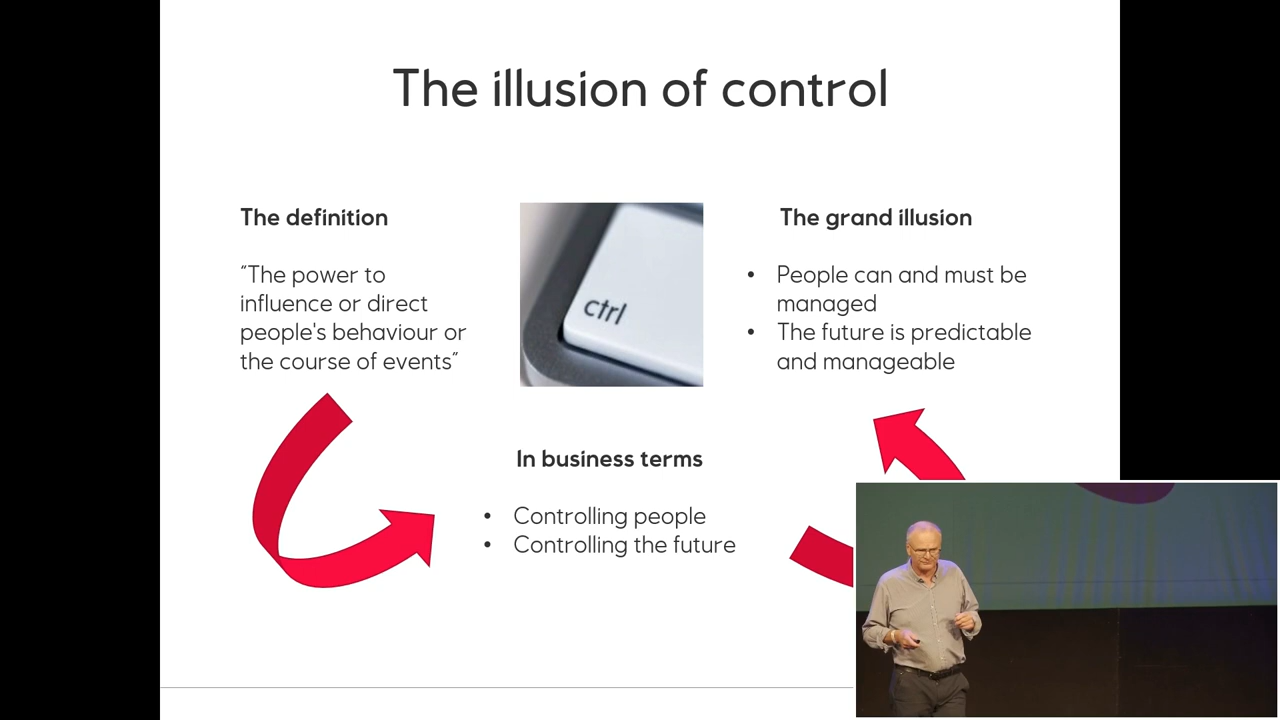 The illusion of control
The definition
“The power to
influence or direct
people's behaviour or
the course of events”
ctrl
The grand illusion
• People can and must be
managed
• The future is predictable
and manageable
In business terms
• Controlling people
• Controlling the future